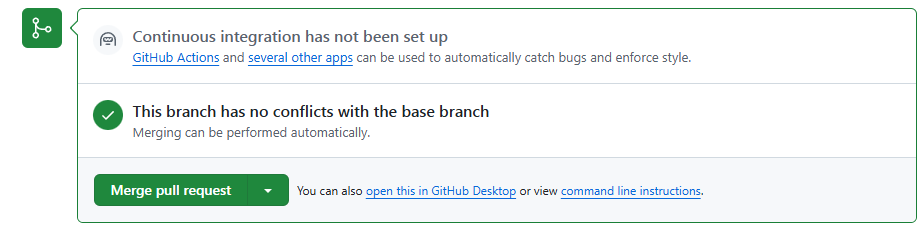 Continuous integration has not been set up
GitHub Actions and several other apps can be used to automatically catch bugs and enforce style.
This branch has no conflicts with the base branch
Merging can be performed automatically.
Merge pull request You can also open this in GitHub Desktop or view command line instructions.